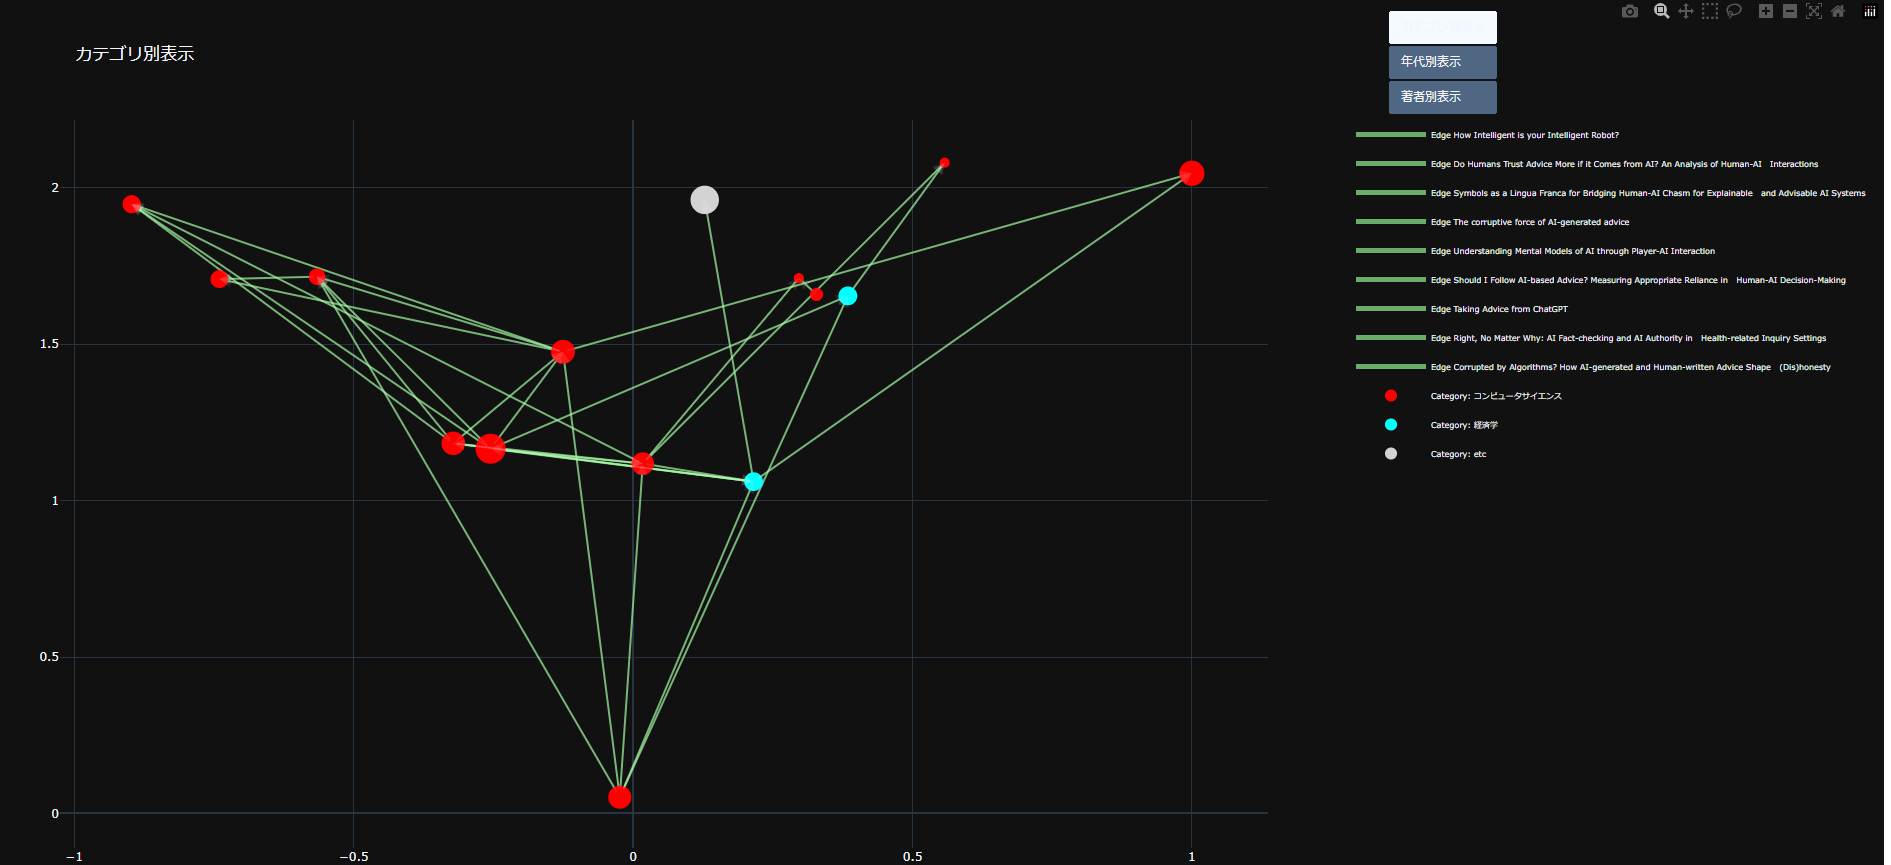 カテゴリ別表示
年代別表示
著者別表示
2
1.5
1
0.5
0
−1
−0.5
0
0.5
1
Edge How Intelligent is your Intelligent Robot?
Edge Do Humans Trust Advice More if it Comes from AI? An Analysis of Human-AI Interactions
Edge Symbols as a Lingua Franca for Bridging Human-AI Chasm for Explainable and Advisable AI Systems
Edge The corruptive force of AI-generated advice
Edge Understanding Mental Models of AI through Player-AI Interaction
Edge Should I Follow AI-based Advice? Measuring Appropriate Reliance in Human-AI Decision-Making
Edge Taking Advice from ChatGPT
Edge Right, No Matter Why: AI Fact-checking and AI Authority in Health-related Inquiry Settings
Edge Corrupted by Algorithms? How AI-generated and Human-written Advice Shape (Dis)honesty
Category: コンピュータサイエンス
Category: 経済学
Category: etc